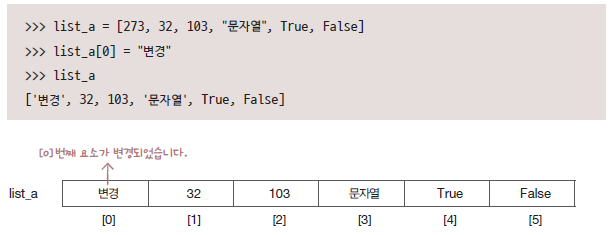 >>> list_a = [273, 32, 103, "문자열", True, False]
>>> list_a[0] = "변경"
>>> list_a
['변경', 32, 103, '문자열', True, False]
[0]번째 요소가 변경되었습니다.
list_a 변경 32 103 문자열 True False
[0] [1] [2] [3] [4] [5]